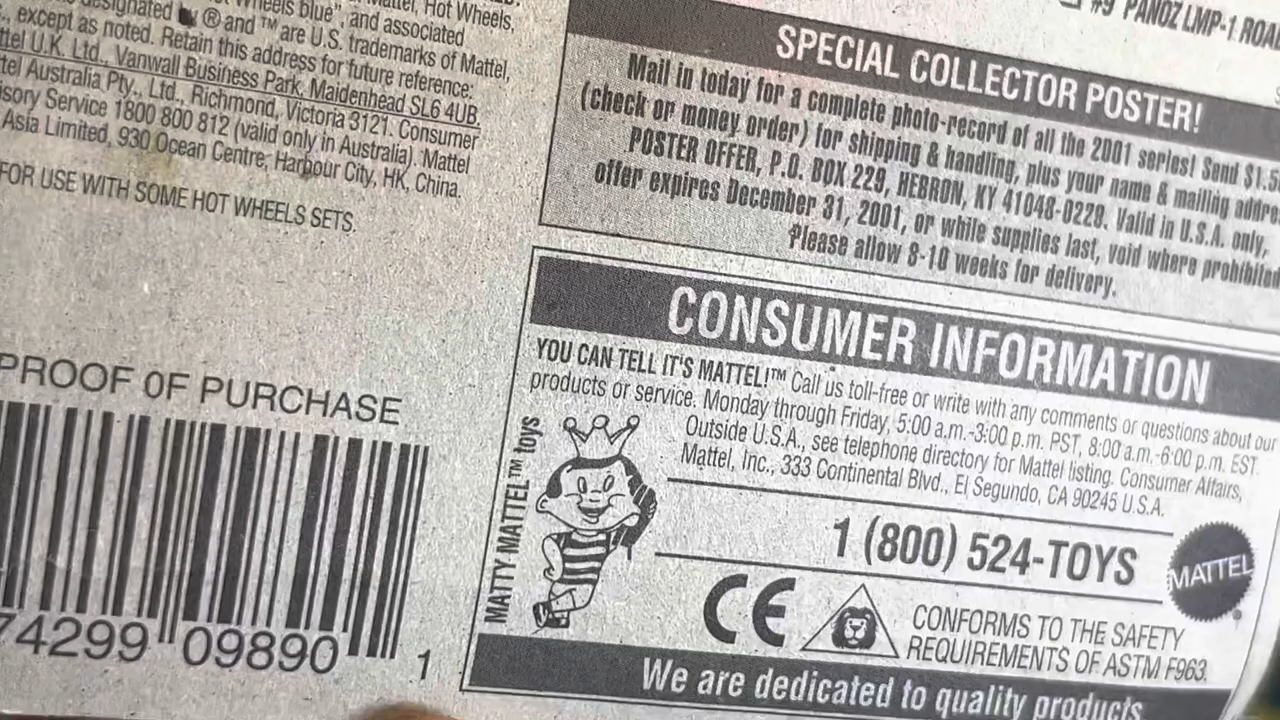 designated ® and ™ are U.S. trademarks of Mattel,
Wheels blue", and associated
Mattel, Hot Wheels,
, except as noted. Retain this address for future reference:
U.K. Ltd., Vanwall Business Park, Maidenhead SL6 4UB.
Australia Pty., Ltd., Richmond, Victoria 3121. Consumer
Service 1800 800 812 (valid only in Australia). Mattel
Asia Limited, 930 Ocean Centre, Harbour City, HK, China.
FOR USE WITH SOME HOT WHEELS SETS.
PROOF OF PURCHASE
74299 09890 1
#9 PANOZ LMP-1
SPECIAL COLLECTOR POSTER!
Mail in today for a complete photo-record of all the 2001 series! Send
(check or money order) for shipping & handling, plus your name & mailing
POSTER OFFER, P.O. BOX 229, HEBRON, KY 41048-0229. Valid in U.S.A. only,
offer expires December 31, 2001, or while supplies last, void where prohibited
Please allow 8-10 weeks for delivery.
CONSUMER INFORMATION
YOU CAN TELL IT'S MATTEL!™ Call us toll-free or write with any comments or questions about our
products or service. Monday through Friday, 5:00 a.m.-3:00 p.m. PST, 8:00 a.m.-6:00 p.m. EST.
Outside U.S.A., see telephone directory for Mattel listing. Consumer Affairs,
Mattel, Inc., 333 Continental Blvd., El Segundo, CA 90245 U.S.A.
MATTY MATTEL™ toys
1 (800) 524-TOYS
MATTEL®
CE
CONFORMS TO THE SAFETY
REQUIREMENTS OF ASTM F963.
We are dedicated to quality products